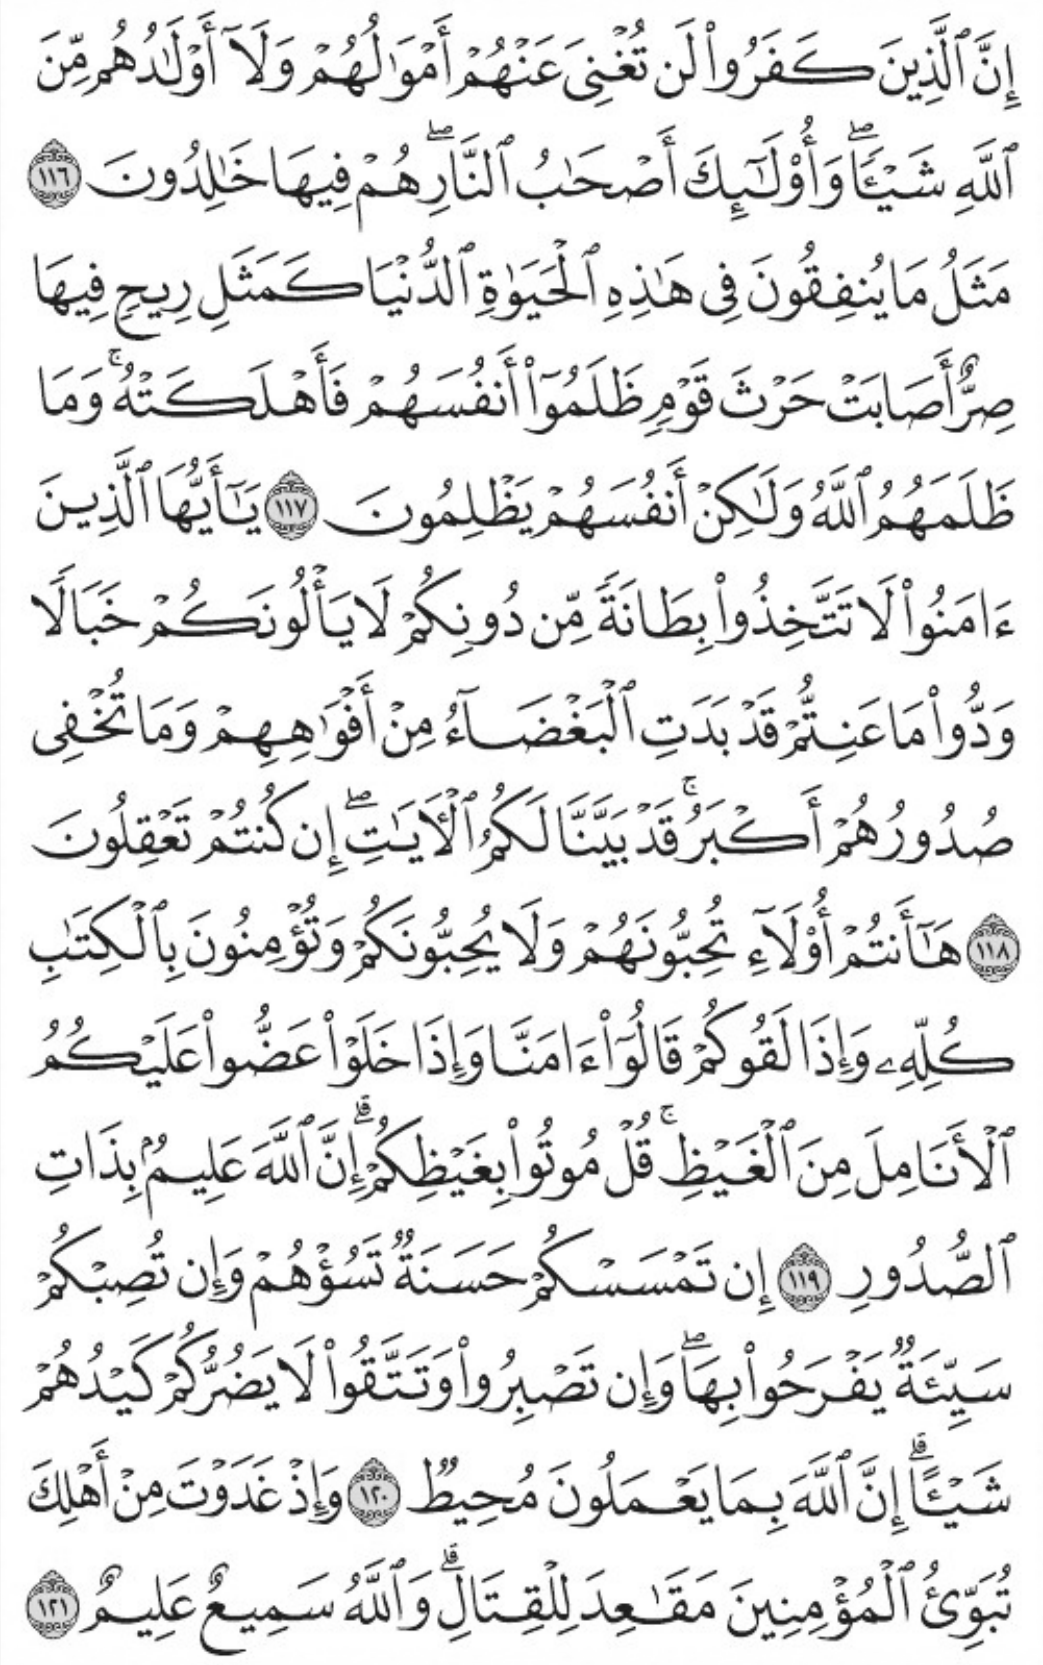 إِنَّ ٱلَّذِينَ كَفَرُوا۟ لَن تُغْنِىَ عَنْهُمْ أَمْوَٰلُهُمْ وَلَآ أَوْلَـٰدُهُم مِّنَ
ٱللَّهِ شَيْـًٔا ۖ وَأُو۟لَـٰٓئِكَ أَصْحَـٰبُ ٱلنَّارِ ۖ هُمْ فِيهَا خَـٰلِدُونَ ١١٦
مَثَلُ مَا يُنفِقُونَ فِى هَـٰذِهِ ٱلْحَيَوٰةِ ٱلدُّنْيَا كَمَثَلِ رِيحٍ فِيهَا
صِرٌّ أَصَابَتْ حَرْثَ قَوْمٍ ظَلَمُوٓا۟ أَنفُسَهُمْ فَأَهْلَكَتْهُ ۚ وَمَا
ظَلَمَهُمُ ٱللَّهُ وَلَـٰكِنْ أَنفُسَهُمْ يَظْلِمُونَ ١١٧ يَـٰٓأَيُّهَا ٱلَّذِينَ
ءَامَنُوا۟ لَا تَتَّخِذُوا۟ بِطَانَةً مِّن دُونِكُمْ لَا يَأْلُونَكُمْ خَبَالًا
وَدُّوا۟ مَا عَنِتُّمْ قَدْ بَدَتِ ٱلْبَغْضَآءُ مِنْ أَفْوَٰهِهِمْ وَمَا تُخْفِى
صُدُورُهُمْ أَكْبَرُ ۚ قَدْ بَيَّنَّا لَكُمُ ٱلْـَٔايَـٰتِ ۖ إِن كُنتُمْ تَعْقِلُونَ
١١٨ هَـٰٓأَنتُمْ أُو۟لَآءِ تُحِبُّونَهُمْ وَلَا يُحِبُّونَكُمْ وَتُؤْمِنُونَ بِٱلْكِتَـٰبِ
كُلِّهِۦ وَإِذَا لَقُوكُمْ قَالُوٓا۟ ءَامَنَّا وَإِذَا خَلَوْا۟ عَضُّوا۟ عَلَيْكُمُ
ٱلْأَنَامِلَ مِنَ ٱلْغَيْظِ ۚ قُلْ مُوتُوا۟ بِغَيْظِكُمْ ۗ إِنَّ ٱللَّهَ عَلِيمٌۢ بِذَاتِ
ٱلصُّدُورِ ١١٩ إِن تَمْسَسْكُمْ حَسَنَةٌ تَسُؤْهُمْ وَإِن تُصِبْكُمْ
سَيِّئَةٌ يَفْرَحُوا۟ بِهَا ۖ وَإِن تَصْبِرُوا۟ وَتَتَّقُوا۟ لَا يَضُرُّكُمْ كَيْدُهُمْ
شَيْـًٔا ۗ إِنَّ ٱللَّهَ بِمَا يَعْمَلُونَ مُحِيطٌ ١٢٠ وَإِذْ غَدَوْتَ مِنْ أَهْلِكَ
تُبَوِّئُ ٱلْمُؤْمِنِينَ مَقَـٰعِدَ لِلْقِتَالِ ۗ وَٱللَّهُ سَمِيعٌ عَلِيمٌ ١٢١